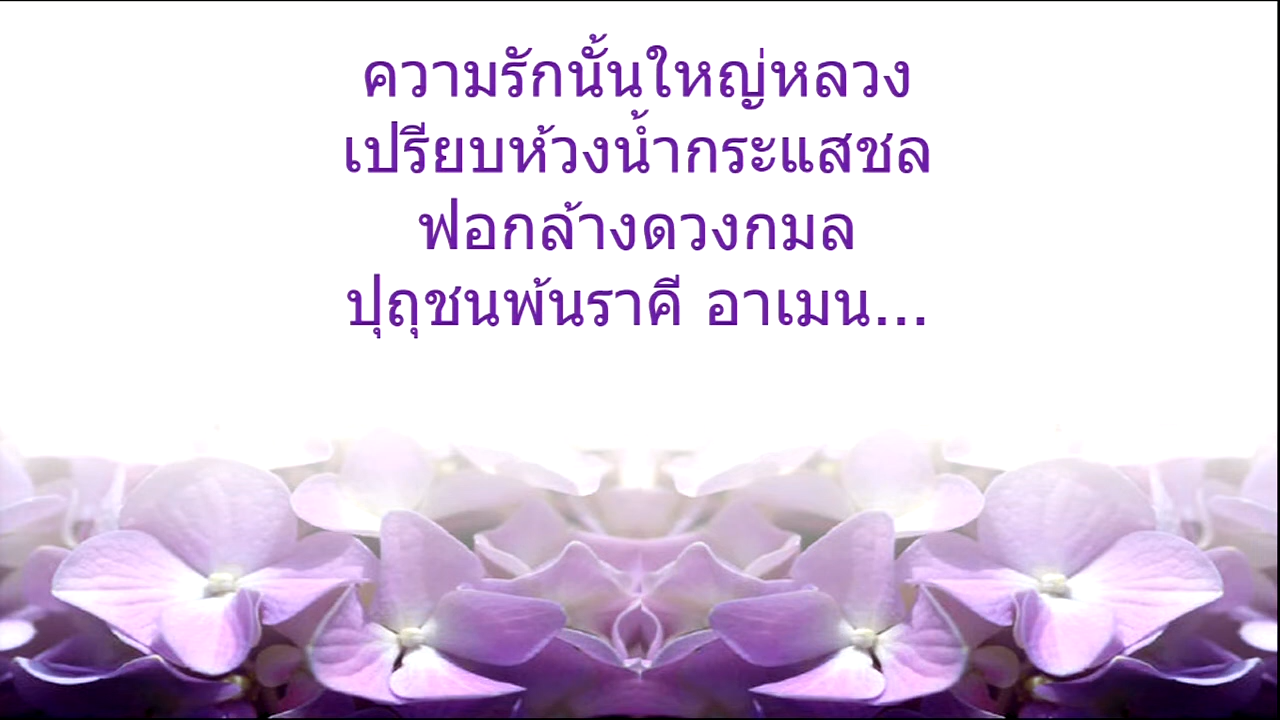 ความรักนั้นใหญ่หลวง
เปรียบห้วงน้ำกระแสชล
ฟอกล้างดวงกมล
ปุถุชนพ้นราคี อาเมน...